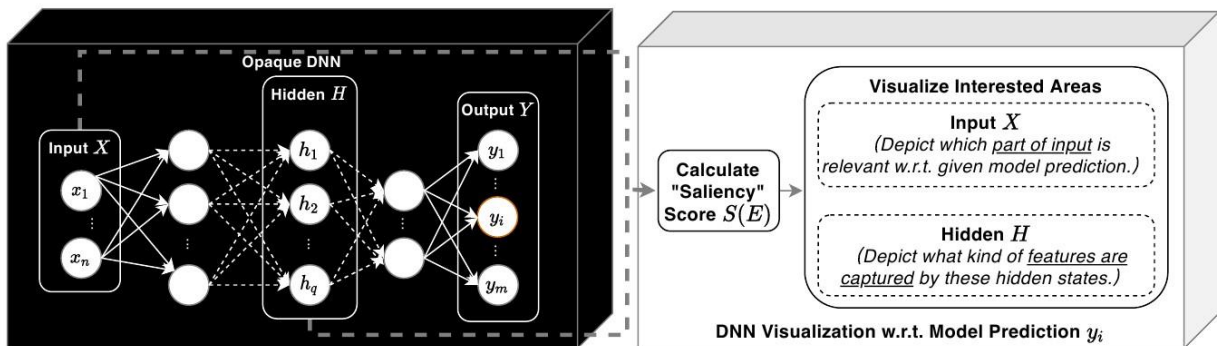 Opaque DNN
Input X
x₁
⋮
xₙ
⋮
Hidden H
h₁
h₂
⋮
h_q
⋮
Output Y
y₁
⋮
yᵢ
⋮
yₘ
Calculate
"Saliency"
Score S(E)
Visualize Interested Areas
Input X
(Depict which part of input is
relevant w.r.t. given model prediction.)
Hidden H
(Depict what kind of features are
captured by these hidden states.)
DNN Visualization w.r.t. Model Prediction yᵢ